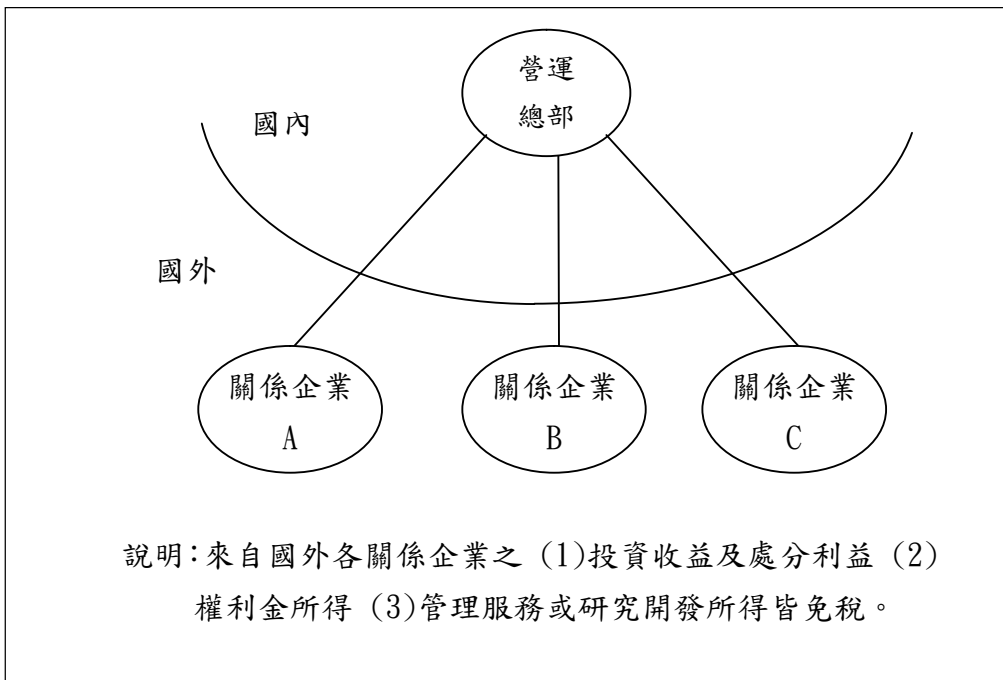 營運
總部
國內
國外
關係企業
A
關係企業
B
關係企業
C
說明：來自國外各關係企業之 (1)投資收益及處分利益 (2)
權利金所得 (3)管理服務或研究開發所得皆免稅。